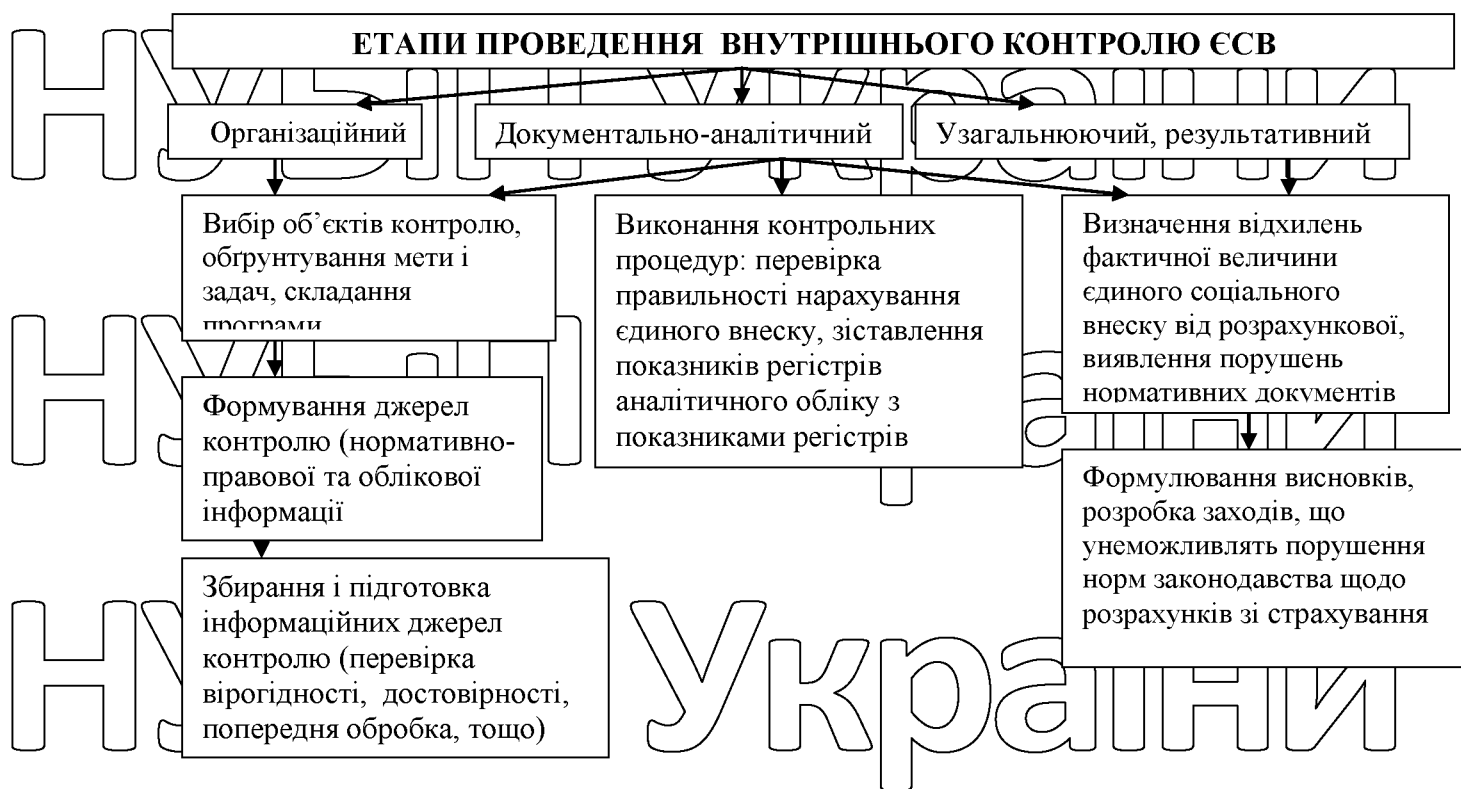 ЕТАПИ ПРОВЕДЕННЯ ВНУТРІШНЬОГО КОНТРОЛЮ ЄСВ
Організаційний
Документально-аналітичний
Узагальнюючий, результативний
Вибір об’єктів контролю,
обґрунтування мети і
задач, складання
програми
Виконання контрольних
процедур: перевірка
правильності нарахування
єдиного внеску, зіставлення
показників регістрів
аналітичного обліку з
показниками регістрів
Визначення відхилень
фактичної величини
єдиного соціального
внеску від розрахункової,
виявлення порушень
нормативних документів
Формування джерел
контролю (нормативно-
правової та облікової
інформації
Формулювання висновків,
розробка заходів, що
унеможливлять порушення
норм законодавства щодо
розрахунків зі страхування
Збирання і підготовка
інформаційних джерел
контролю (перевірка
вірогідності, достовірності,
попередня обробка, тощо)
України